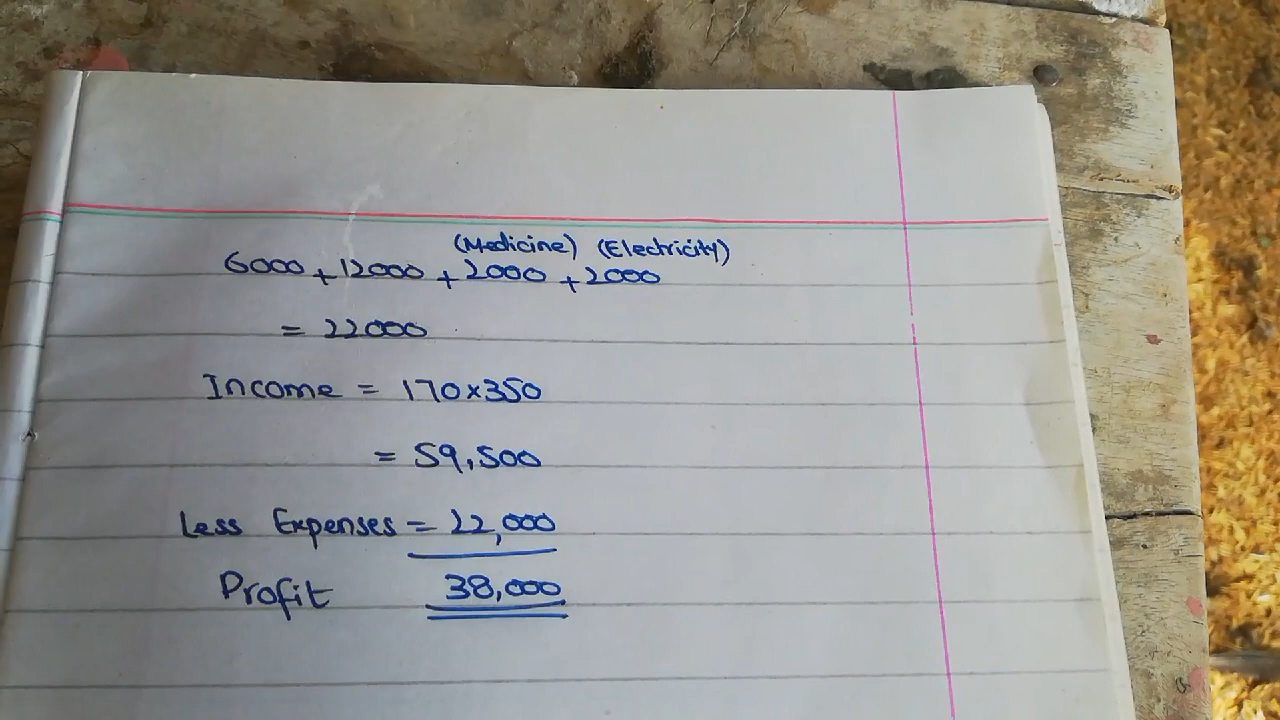 (Medicine) (Electricity)
6000 + 12000 + 2000 + 2000
= 22000
Income = 170x350
= 59,500
Less Expenses = 22,000
Profit 38,000